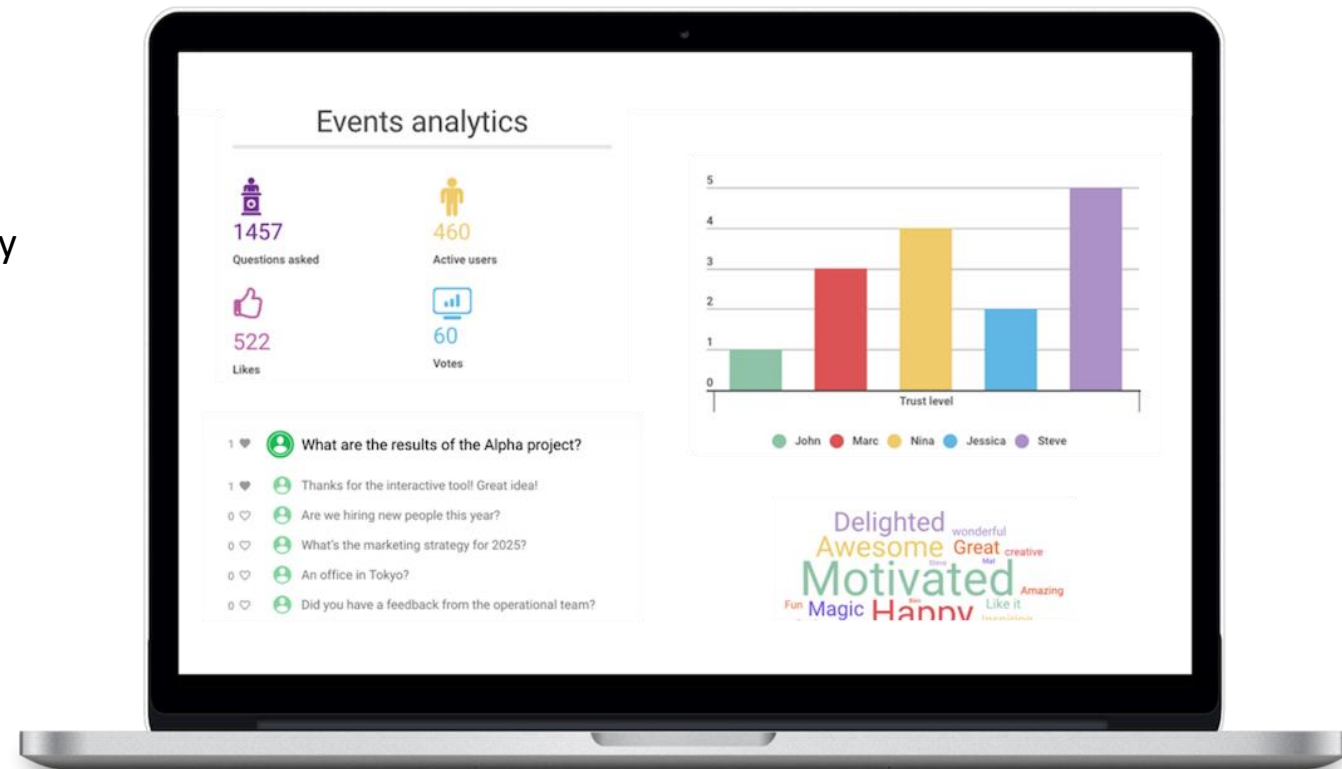 y
Events analytics
1457
Questions asked
460
Active users
522
Likes
60
Votes
1 What are the results of the Alpha project?
1 Thanks for the interactive tool! Great idea!
0 Are we hiring new people this year?
0 What's the marketing strategy for 2025?
0 An office in Tokyo?
0 Did you have a feedback from the operational team?
5
4
3
2
1
0
Trust level
John Marc Nina Jessica Steve
Delighted wonderful
Awesome Great creative
Steve Mat
Motivated Amazing
Fun Magic Happy Like it